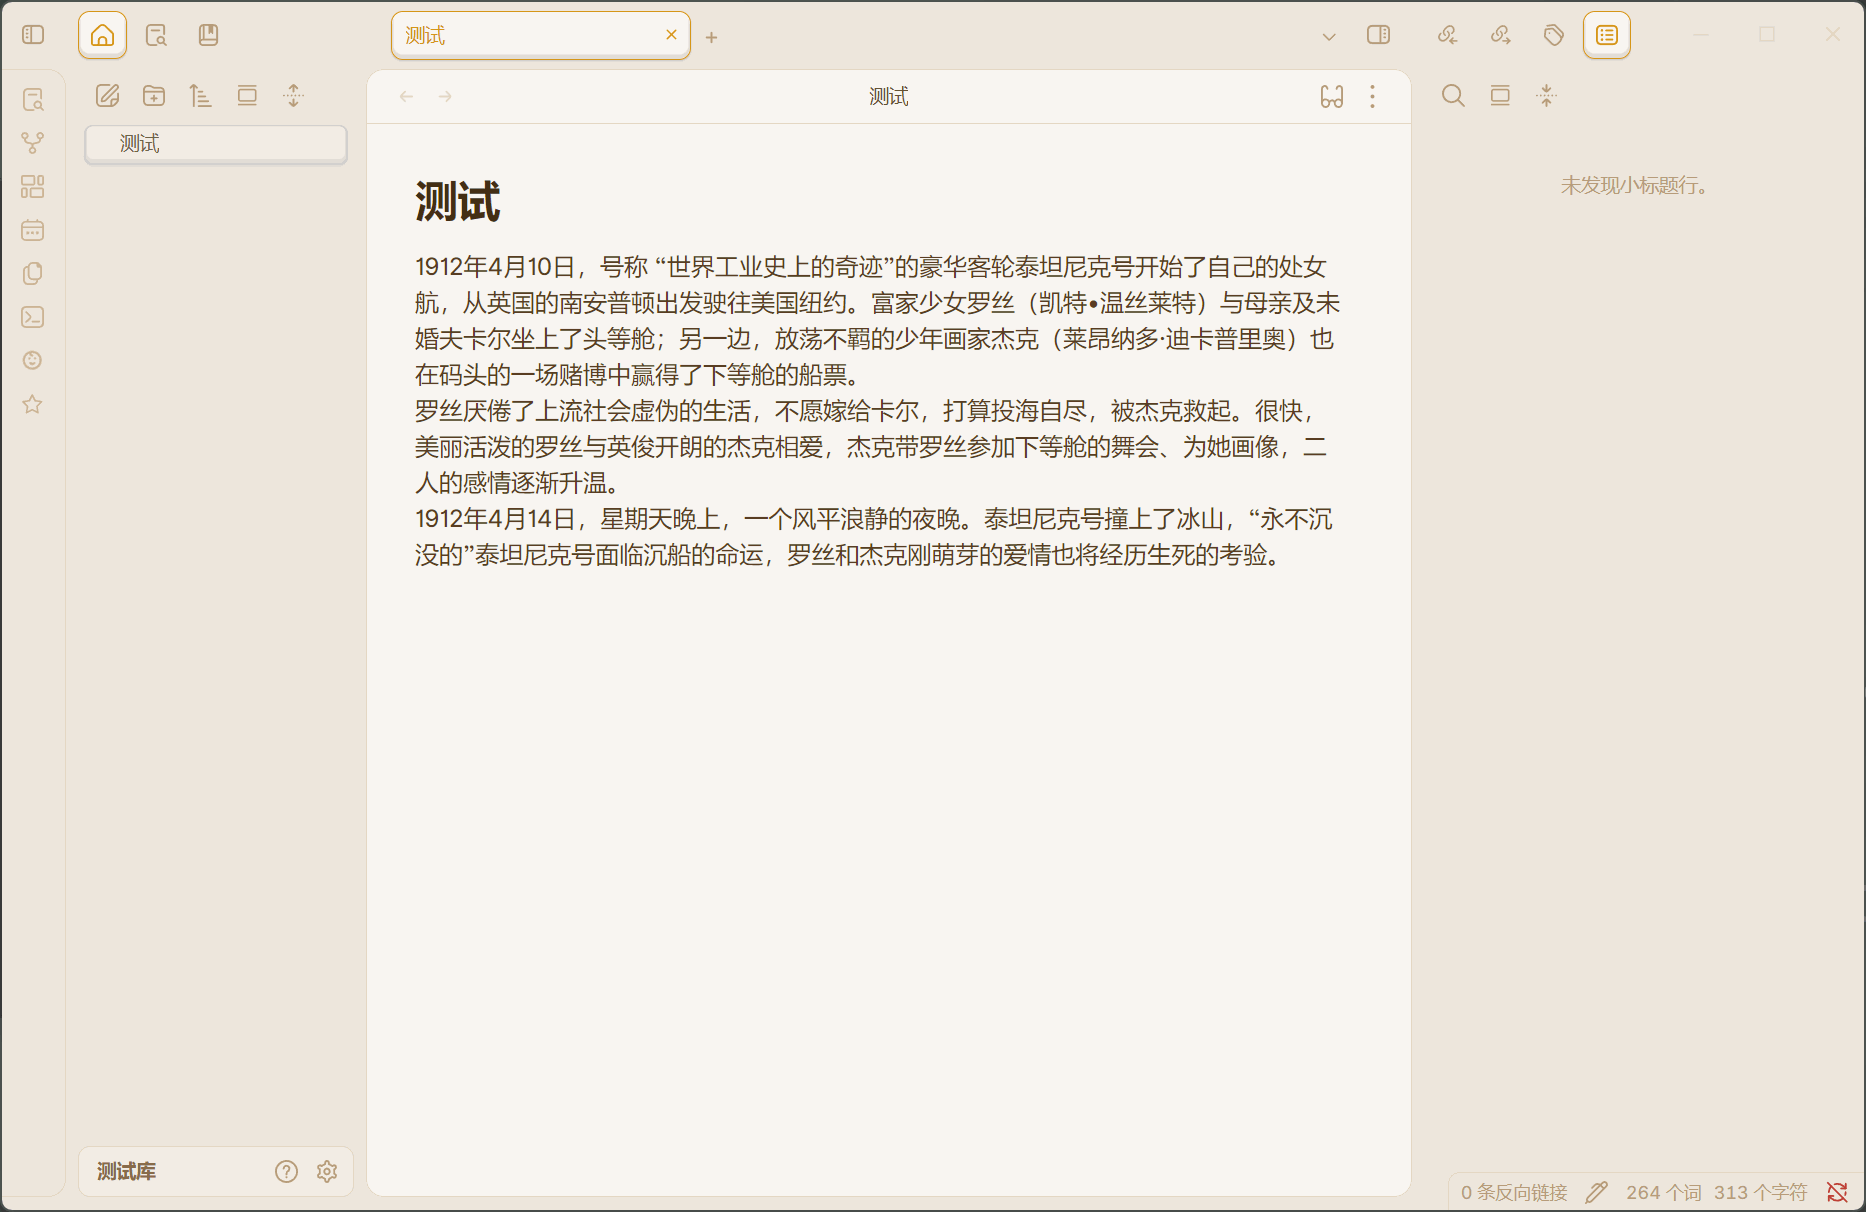 测试
测试
测试
未发现小标题行。
测试
1912年4月10日，号称 “世界工业史上的奇迹”的豪华客轮泰坦尼克号开始了自己的处女
航，从英国的南安普顿出发驶往美国纽约。富家少女罗丝（凯特•温丝莱特）与母亲及未
婚夫卡尔坐上了头等舱；另一边，放荡不羁的少年画家杰克（莱昂纳多·迪卡普里奥）也
在码头的一场赌博中赢得了下等舱的船票。
罗丝厌倦了上流社会虚伪的生活，不愿嫁给卡尔，打算投海自尽，被杰克救起。很快，
美丽活泼的罗丝与英俊开朗的杰克相爱，杰克带罗丝参加下等舱的舞会、为她画像，二
人的感情逐渐升温。
1912年4月14日，星期天晚上，一个风平浪静的夜晚。泰坦尼克号撞上了冰山，“永不沉
没的”泰坦尼克号面临沉船的命运，罗丝和杰克刚萌芽的爱情也将经历生死的考验。
测试库
0 条反向链接 264 个词 313 个字符